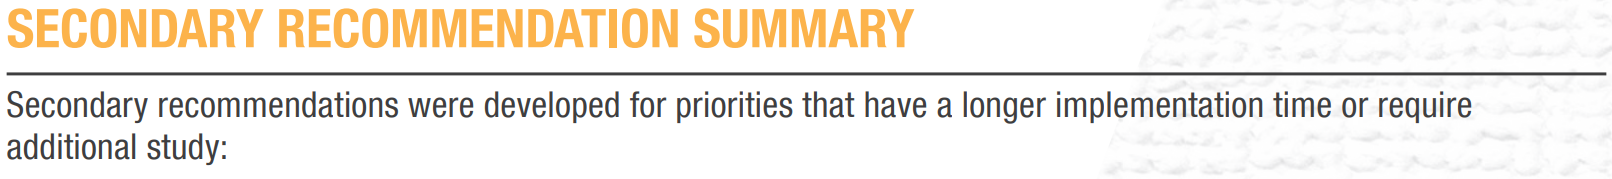 SECONDARY RECOMMENDATION SUMMARY
Secondary recommendations were developed for priorities that have a longer implementation time or require
additional study: